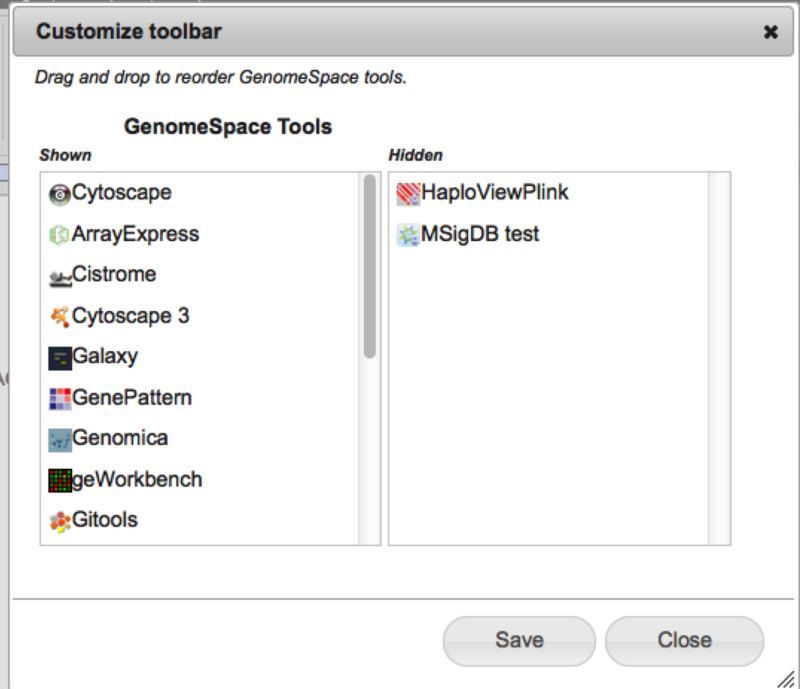 Customize toolbar
Drag and drop to reorder GenomeSpace tools.
GenomeSpace Tools
Shown
Hidden
Cytoscape
ArrayExpress
Cistrome
Cytoscape 3
Galaxy
GenePattern
Genomica
geWorkbench
Gitools
HaploViewPlink
MSigDB test
Save
Close